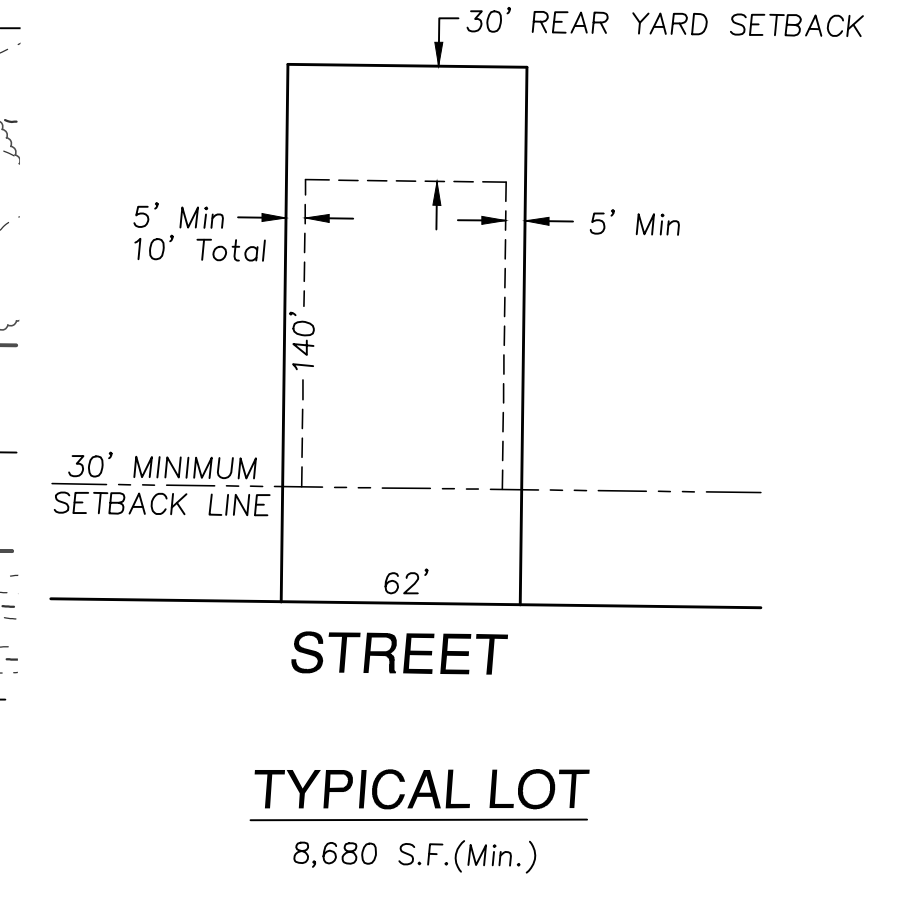 30' REAR YARD SETBACK
5' Min
10' Total
5' Min
140'
30' MINIMUM
SETBACK LINE
62'
STREET
TYPICAL LOT
8,680 S.F.(Min.)